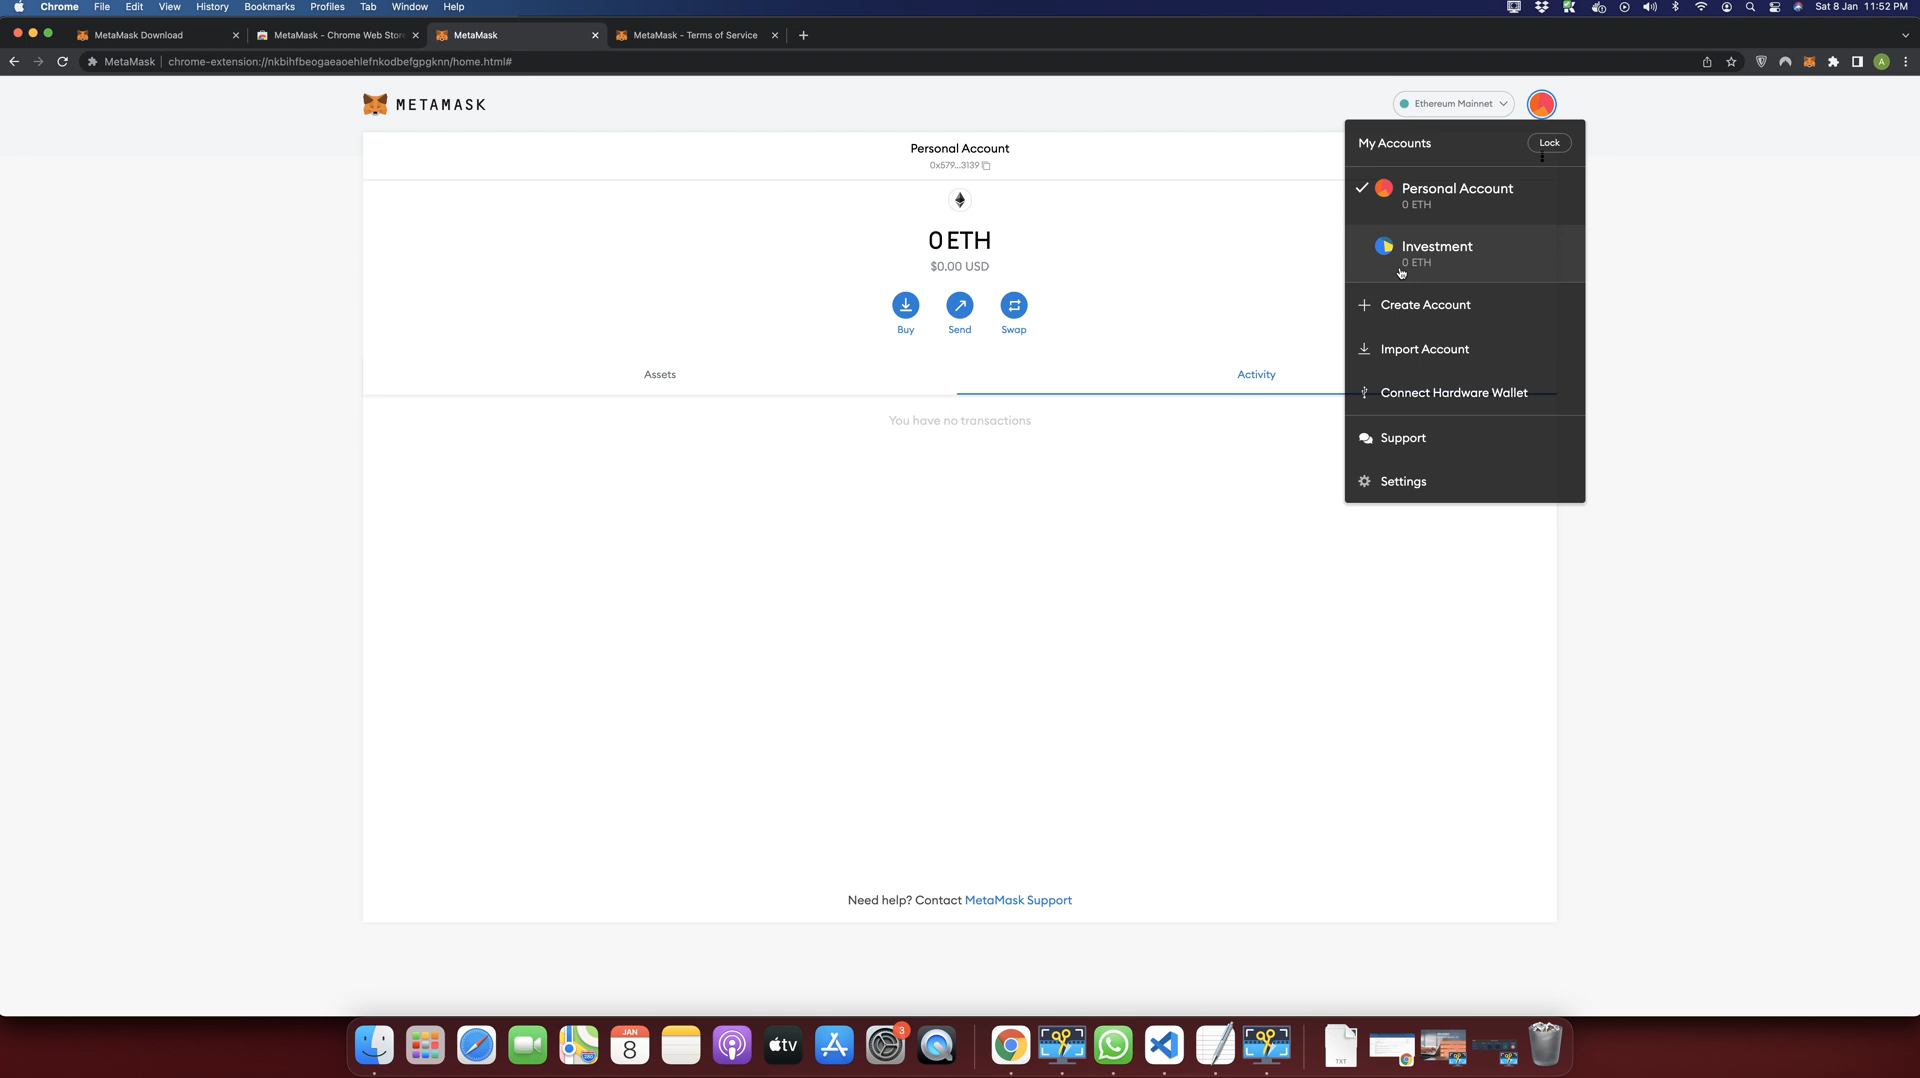 Chrome File Edit View History Bookmarks Profiles Tab Window Help Sat 8 Jan 11:52 PM
MetaMask Download MetaMask - Chrome Web Stor MetaMask MetaMask - Terms of Service
MetaMask chrome-extension://nkbihfbeogaeaoehlefnkodbefgpgknn/home.html# A
METAMASK
Ethereum Mainnet
Personal Account
0x579...3139
0 ETH
$0.00 USD
Buy Send Swap
Assets Activity
You have no transactions
My Accounts Lock
Personal Account
0 ETH
Investment
0 ETH
Create Account
Import Account
Connect Hardware Wallet
Support
Settings
Need help? Contact MetaMask Support
JAN
8
tv
3
TXT